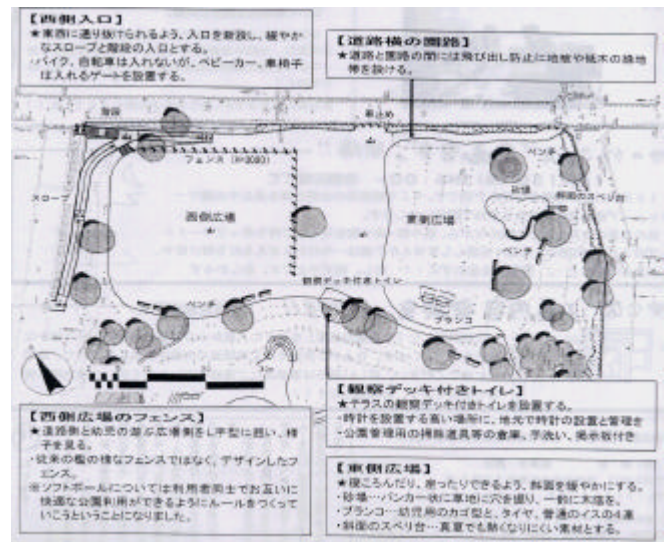 【西側入口】
★東西に通り抜けられるよう、入口を新設し、緩やか
なスロープと階段の入口とする。
・バイク、自転車は入れないが、ベビーカー、車椅子
は入れるゲートを設置する。
【道路横の園路】
★道路と園路の間には飛び出し防止に地被や低木の緑地
帯を設ける。
階段
車止め
フェンス (H=3000)
ベンチ
砂場
斜面のスベリ台
スロープ
西側広場
東側広場
ベンチ
観察デッキ付きトイレ
ベンチ
ブランコ
【観察デッキ付きトイレ】
★テラスの観察デッキ付きトイレを設置する。
・時計を設置する高い場所に、地元で時計の設置と管理を
・公園管理用の掃除道具等の倉庫、手洗い、掲示板付き
【西側広場のフェンス】
★道路側と幼児の遊ぶ広場側をL字型に囲い、様
子を見る。
・従来の檻の様なフェンスではなく、デザインしたフ
ェンス。
※ソフトボールについては利用者同士でお互いに
快適な公園利用ができるようにルールをつくって
いこうということになりました。
【東側広場】
★寝ころんだり、座ったりできるよう、斜面を緩やかにする。
・砂場…バンカー状に草地に穴を掘り、一部に木陰を。
・ブランコ…幼児用のカゴ型と、タイヤ、普通のイスの4連
・斜面のスベリ台…真夏でも熱くなりにくい素材とする。